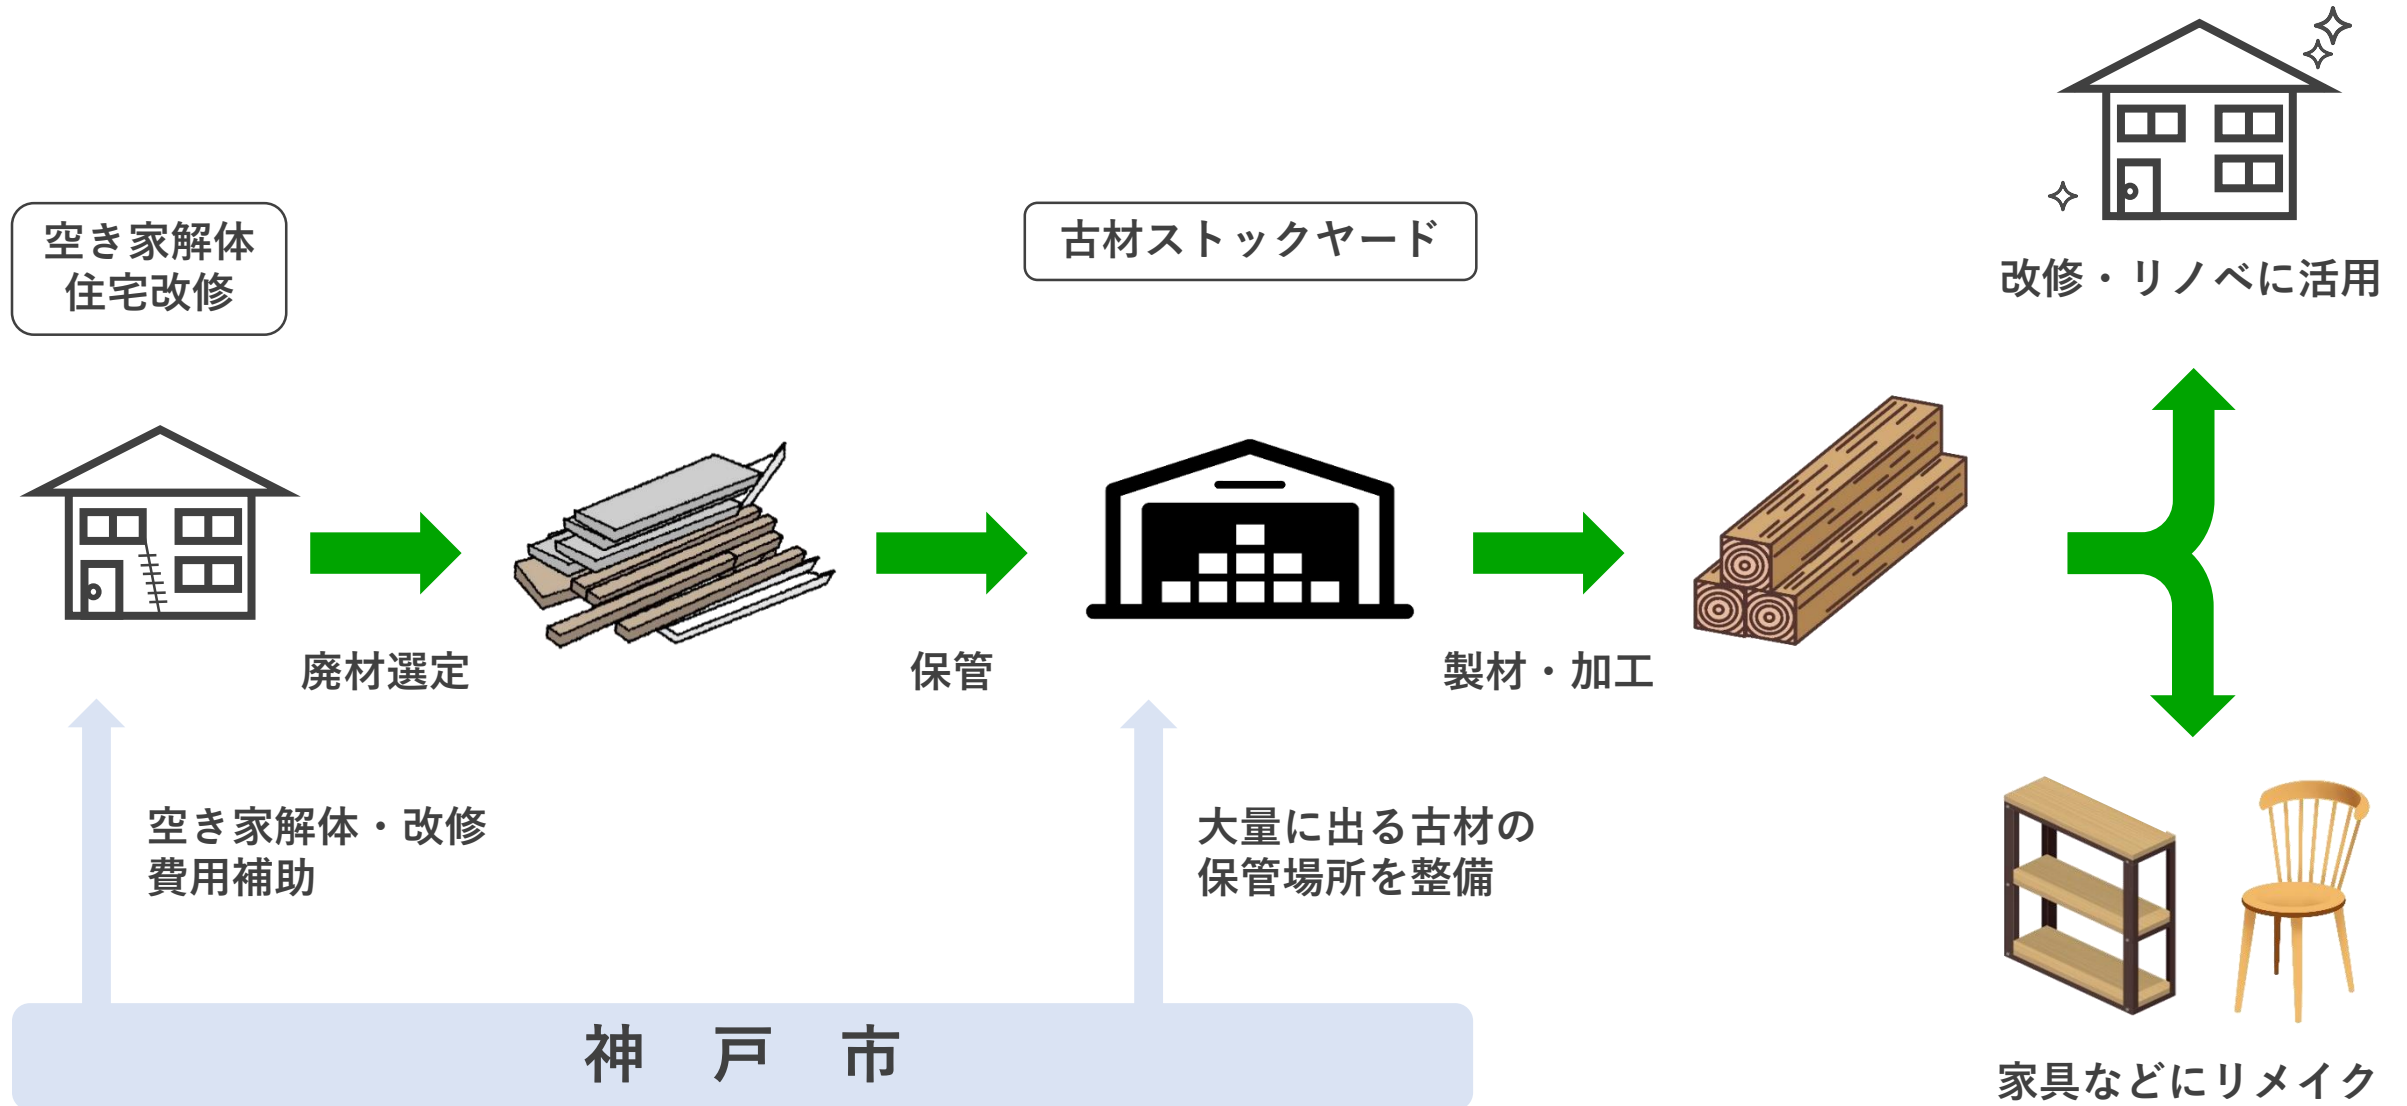 空き家解体
住宅改修
古材ストックヤード
改修・リノベに活用
廃材選定
保管
製材・加工
空き家解体・改修
費用補助
大量に出る古材の
保管場所を整備
神　戸　市
家具などにリメイク